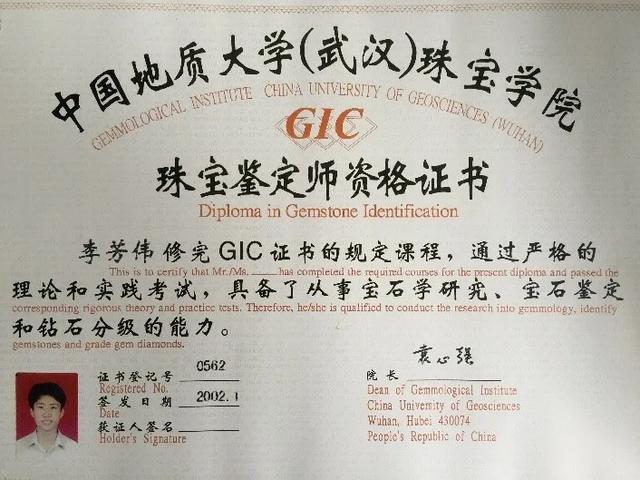 中国地质大学(武汉)珠宝学院
GEMMOLOGICAL INSTITUTE CHINA UNIVERSITY OF GEOSCIENCES (WUHAN)
GIC
珠宝鉴定师资格证书
Diploma in Gemstone Identification
李芳伟修完GIC证书的规定课程，通过严格的
This is to certify that Mr./Ms. has completed the required courses for the present diploma and passed the
理论和实践考试，具备了从事宝石学研究、宝石鉴定
corresponding rigorous theory and practice tests. Therefore, he/she is qualified to conduct the research into gemmology, identify
和钻石分级的能力。
gemstones and grade gem diamonds.
证书登记号 0562
Registered No.
签发日期 2002.1
Date
获证人签名
Holder's Signature
袁心强
院长
Dean of Gemmological Institute
China University of Geosciences
Wuhan, Hubei 430074
People's Republic of China